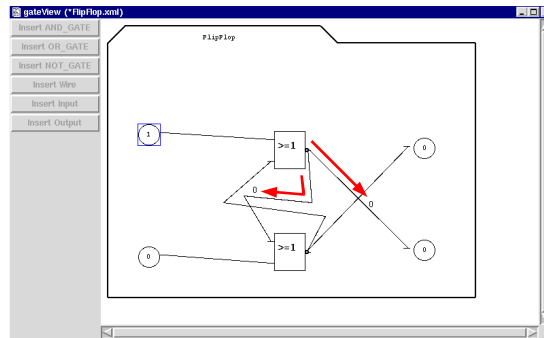 gateView (*FlipFlop.xml)
Insert AND_GATE
Insert OR_GATE
Insert NOT_GATE
Insert Wire
Insert Input
Insert Output
FlipFlop
1
>=1
0
0
0
0
>=1
0